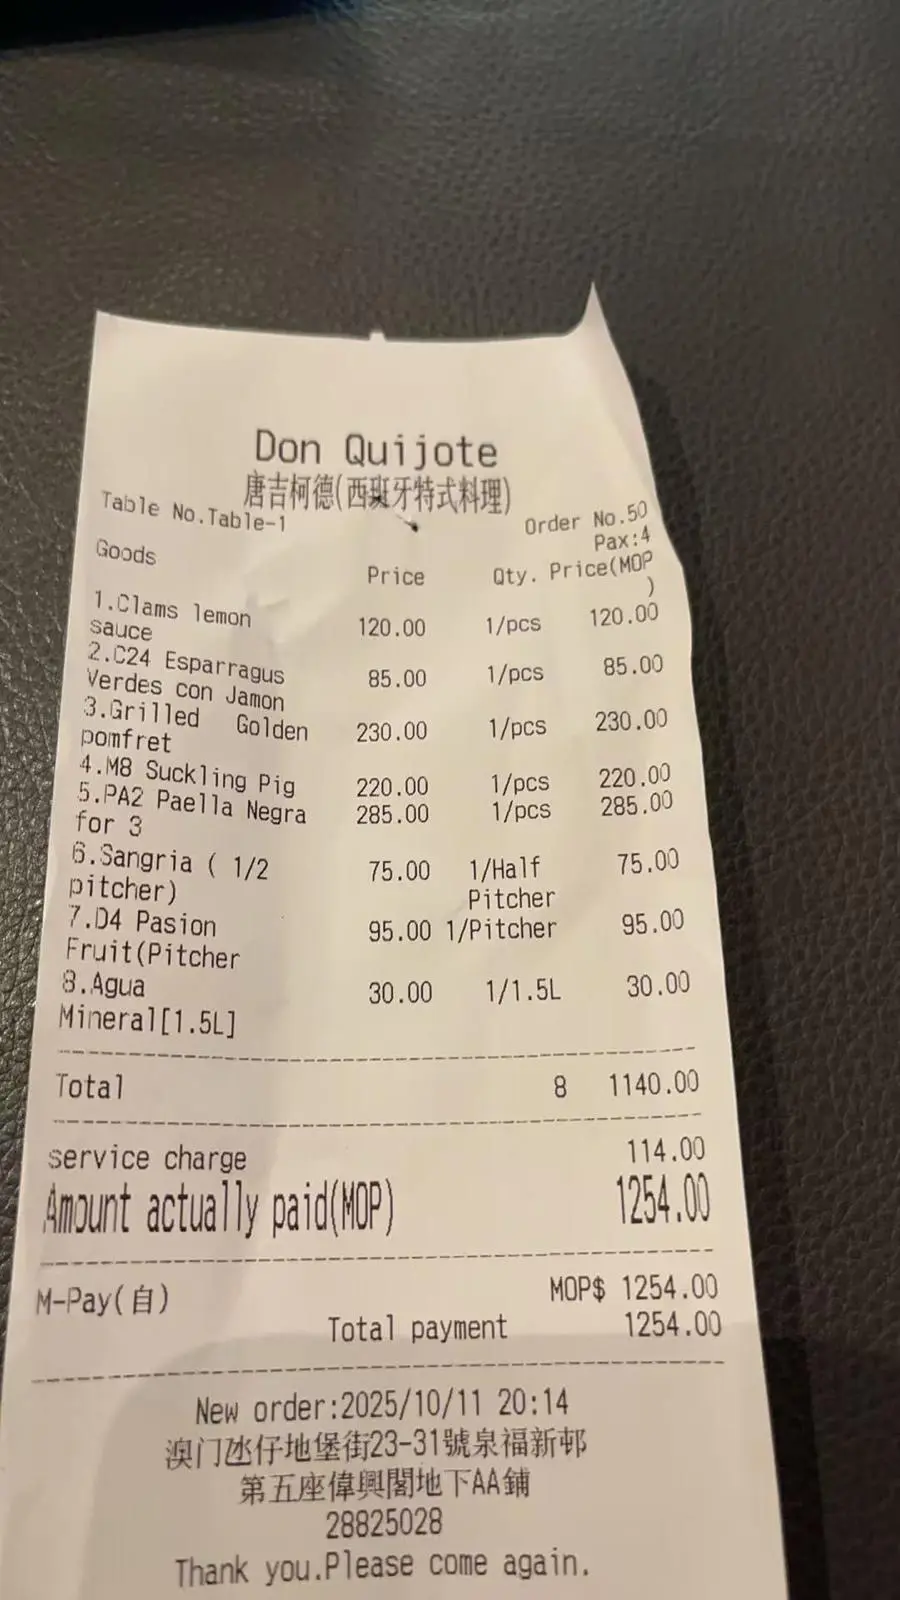 Don Quijote
唐吉柯德(西班牙特式料理)
Table No.Table-1 Order No.50
Pax:4
Goods Price Qty. Price(MOP
)
1.Clams lemon 120.00 1/pcs 120.00
sauce
2.C24 Esparragus 85.00 1/pcs 85.00
Verdes con Jamon
3.Grilled Golden 230.00 1/pcs 230.00
pomfret
4.M8 Suckling Pig 220.00 1/pcs 220.00
5.PA2 Paella Negra 285.00 1/pcs 285.00
for 3
6.Sangria ( 1/2 75.00 1/Half 75.00
pitcher) Pitcher
7.D4 Pasion 95.00 1/Pitcher 95.00
Fruit(Pitcher
8.Agua 30.00 1/1.5L 30.00
Mineral[1.5L]
Total 8 1140.00
service charge 114.00
Amount actually paid(MOP) 1254.00
M-Pay(自) MOP$ 1254.00
Total payment 1254.00
New order:2025/10/11 20:14
澳门氹仔地堡街23-31號泉福新邨
第五座偉興閣地下AA鋪
28825028
Thank you.Please come again.